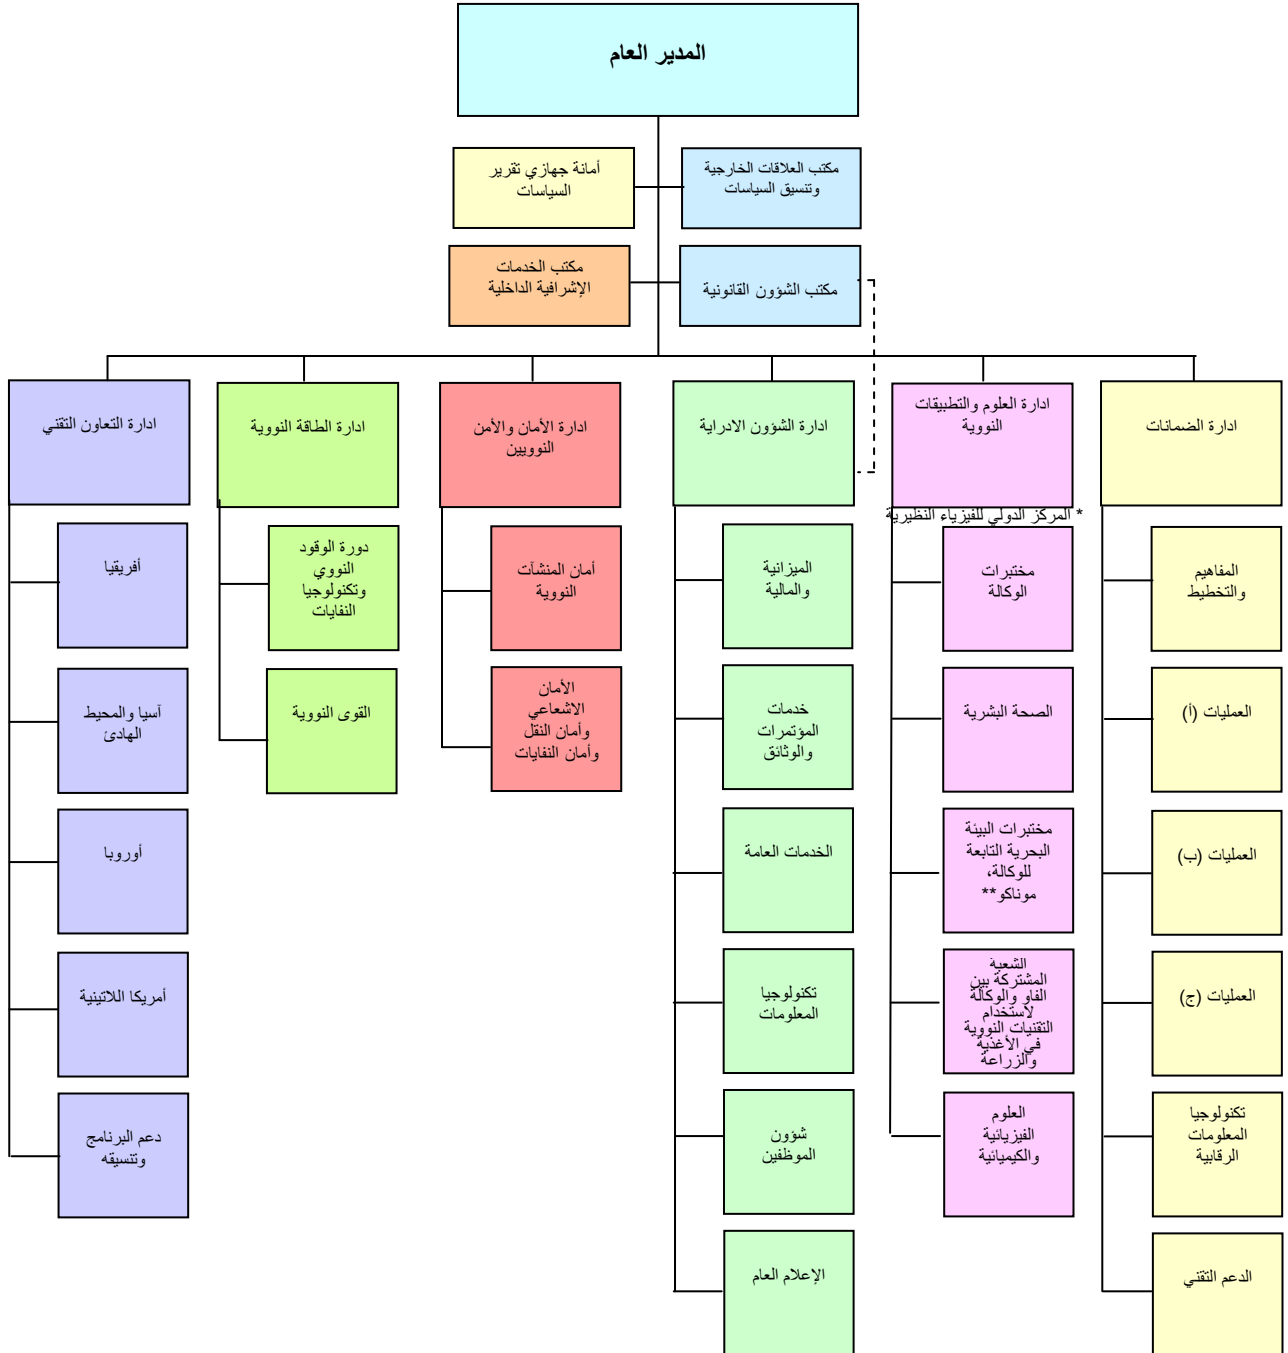 المدير العام
مكتب العلاقات الخارجية
وتنسيق السياسات
أمانة جهازي تقرير
السياسات
مكتب الشؤون القانونية
مكتب الخدمات
الإشرافية الداخلية
ادارة الضمانات
ادارة العلوم والتطبيقات
النووية
ادارة الشؤون الادراية
ادارة الأمان والأمن
النوويين
ادارة الطاقة النووية
ادارة التعاون التقني
* المركز الدولي للفيزياء النظيرية
المفاهيم
والتخطيط
العمليات (أ)
العمليات (ب)
العمليات (ج)
تكنولوجيا
المعلومات
الرقابية
الدعم التقني
مختبرات
الوكالة
الصحة البشرية
مختبرات البيئة
البحرية التابعة
للوكالة،
موناكو**
الشعبة
المشتركة بين
الفاو والوكالة
لاستخدام
التقنيات النووية
في الأغذية
والزراعة
العلوم
الفيزيائية
والكيميائية
الميزانية
والمالية
خدمات
المؤتمرات
والوثائق
الخدمات العامة
تكنولوجيا
المعلومات
شؤون
الموظفين
الإعلام العام
أمان المنشآت
النووية
الأمان
الاشعاعي
وأمان النقل
وأمان النفايات
دورة الوقود
النووي
وتكنولوجيا
النفايات
القوى النووية
أفريقيا
آسيا والمحيط
الهادئ
أوروبا
أمريكا اللاتينية
دعم البرنامج
وتنسيقه